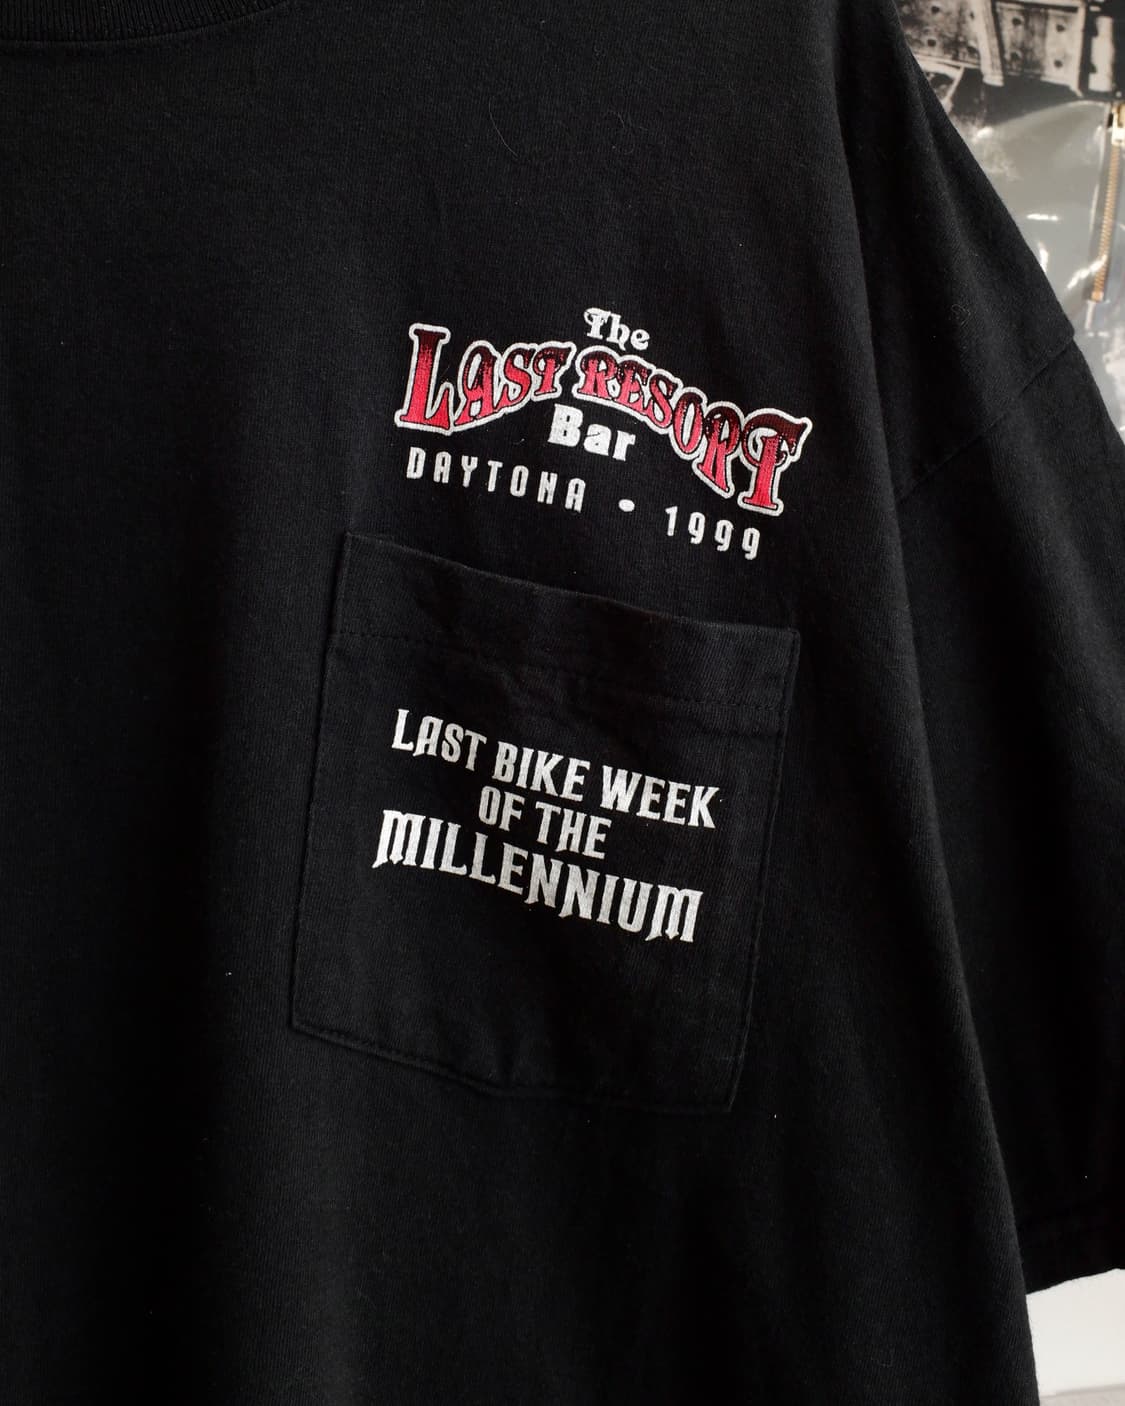 The
LAST RESORT
Bar
DAYTONA • 1999
LAST BIKE WEEK
OF THE
MILLENNIUM